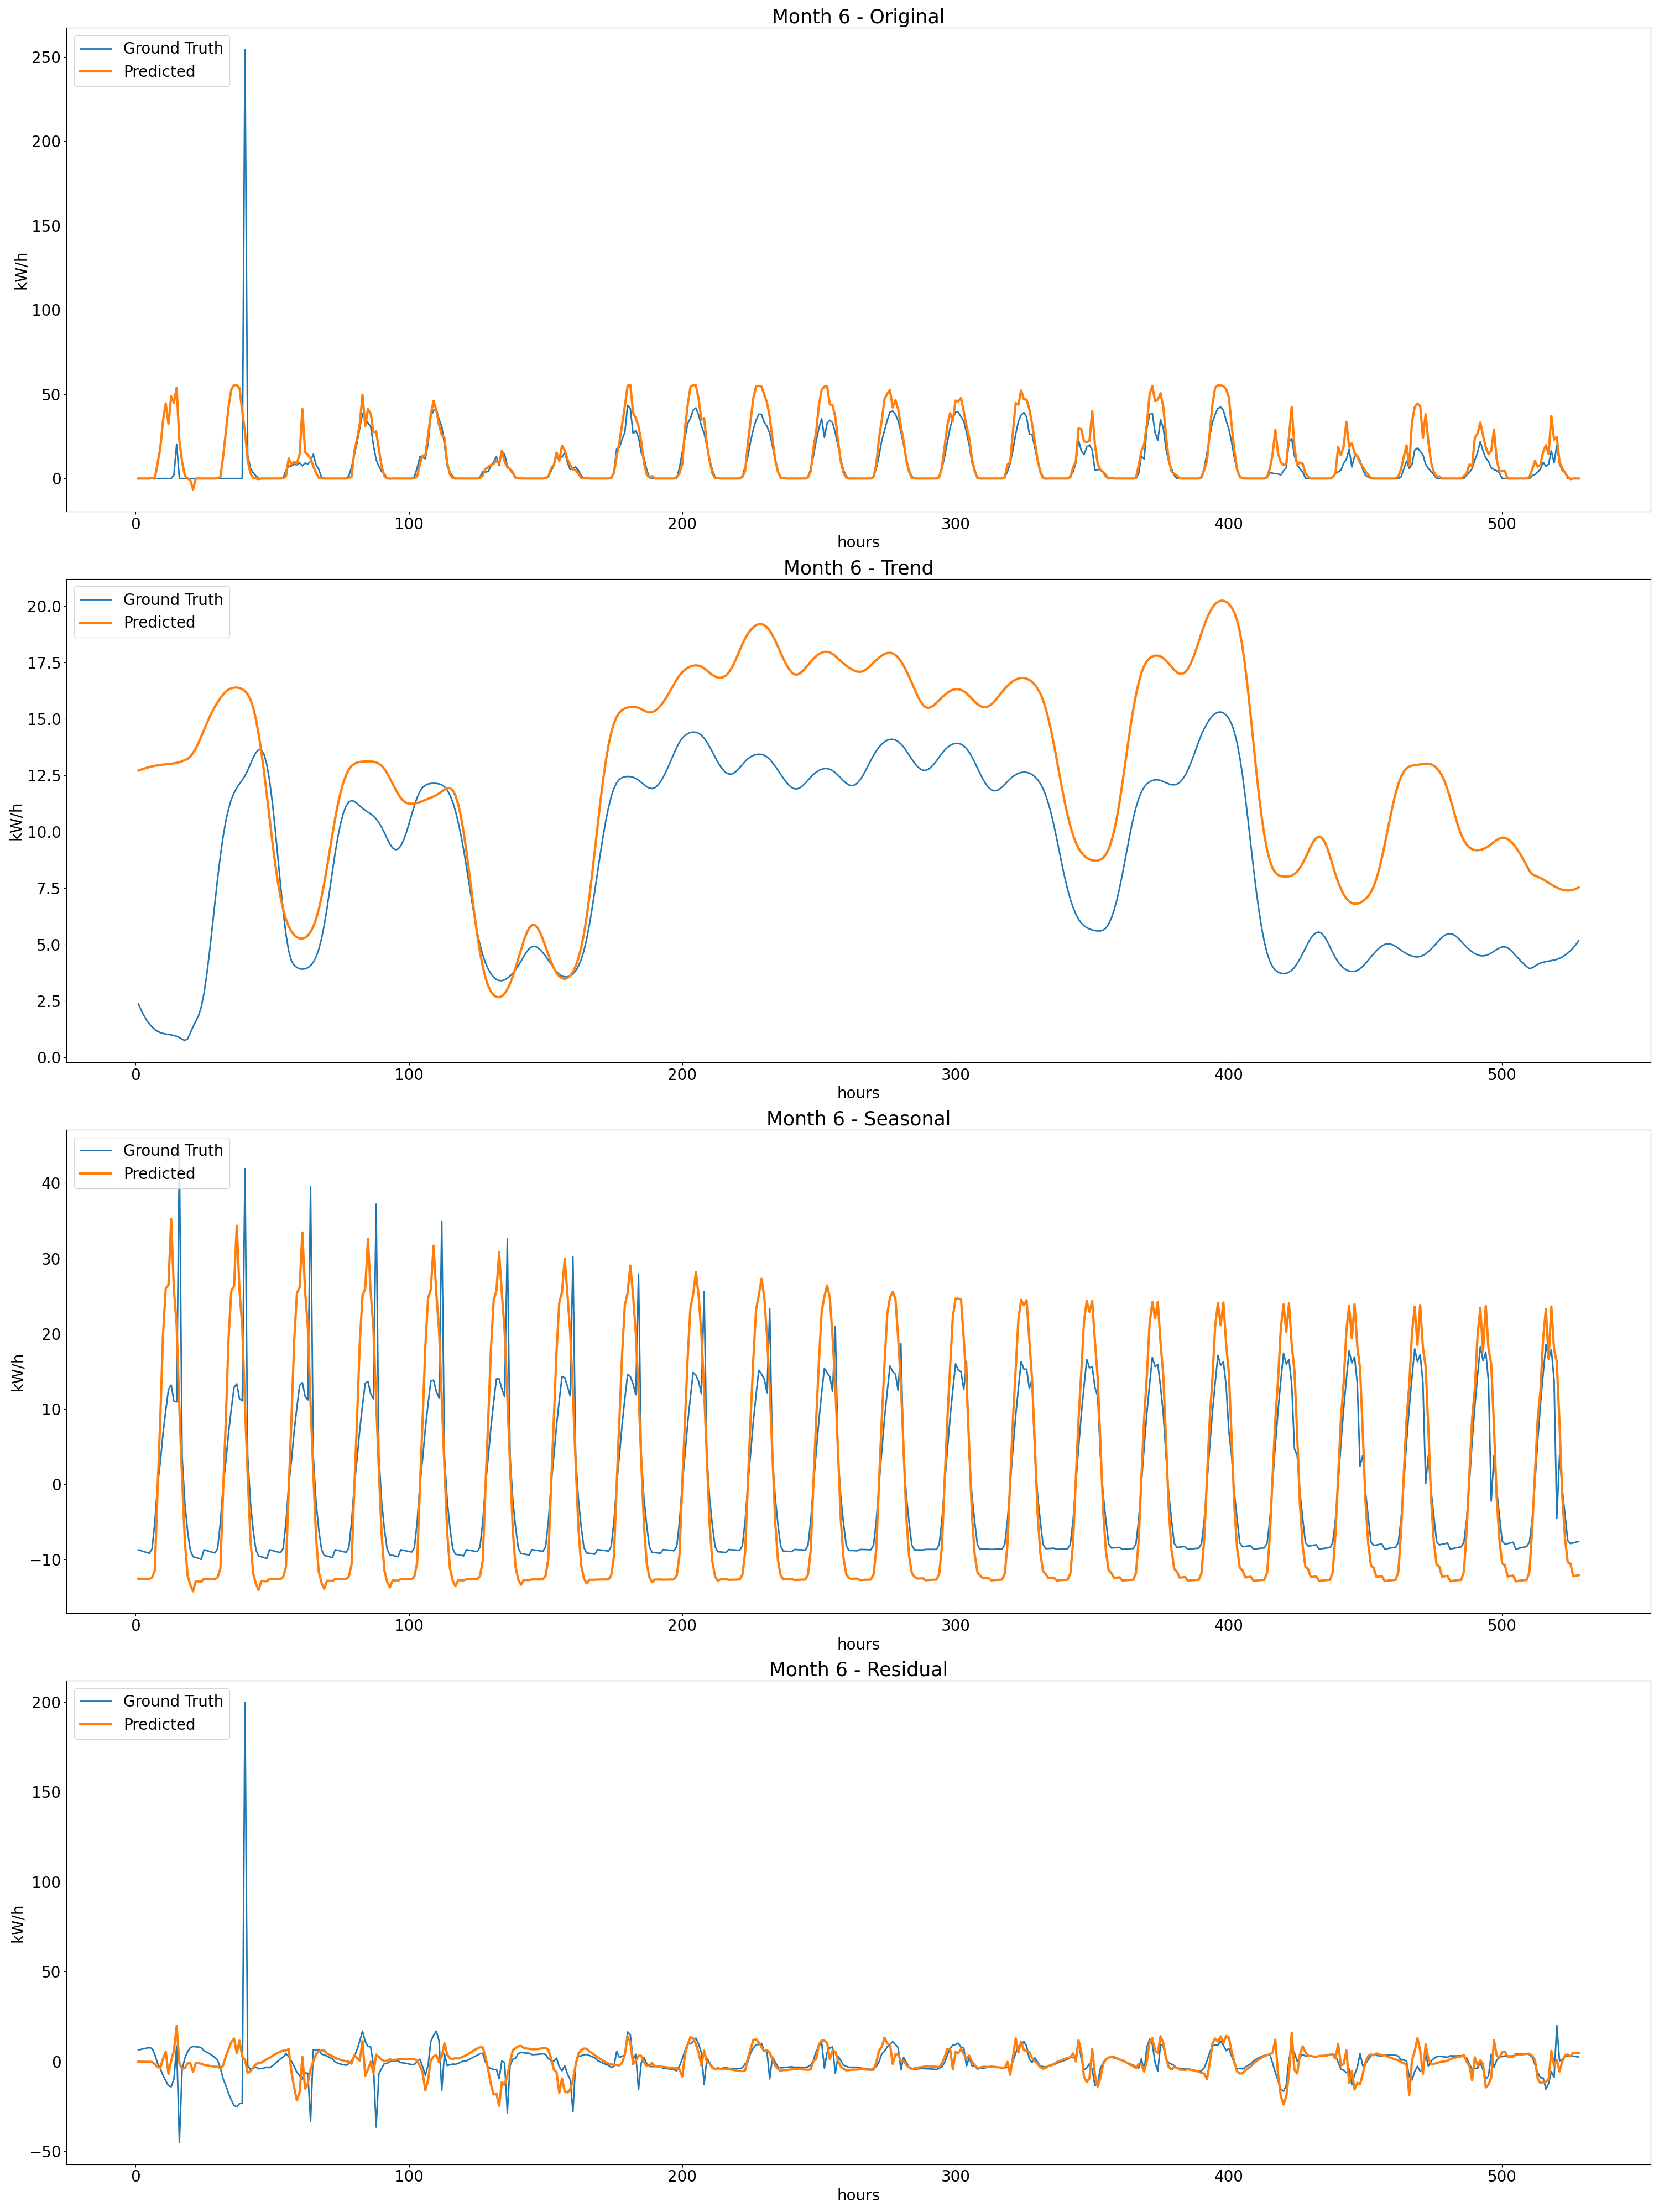 Month 6 - Original
Ground Truth
Predicted
250
200
150
100
50
0
kW/h
0 100 200 300 400 500
hours
Month 6 - Trend
Ground Truth
Predicted
20.0
17.5
15.0
12.5
10.0
7.5
5.0
2.5
0.0
kW/h
0 100 200 300 400 500
hours
Month 6 - Seasonal
Ground Truth
Predicted
40
30
20
10
0
−10
kW/h
0 100 200 300 400 500
hours
Month 6 - Residual
Ground Truth
Predicted
200
150
100
50
0
−50
kW/h
0 100 200 300 400 500
hours